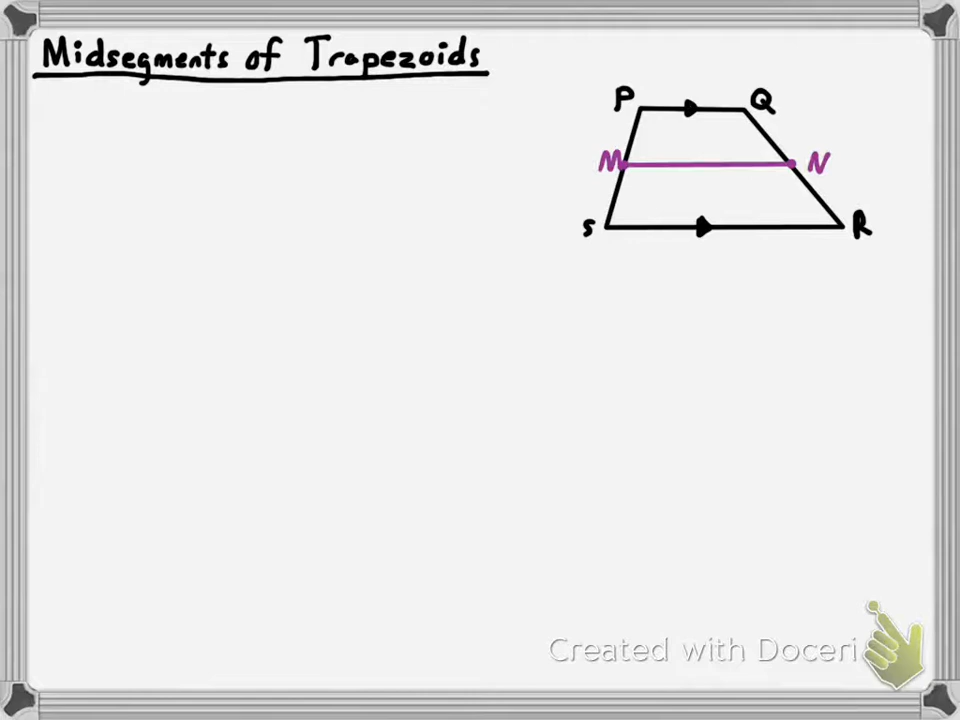 Midsegments of Trapezoids
P Q
M N
S R
Created with Doceri